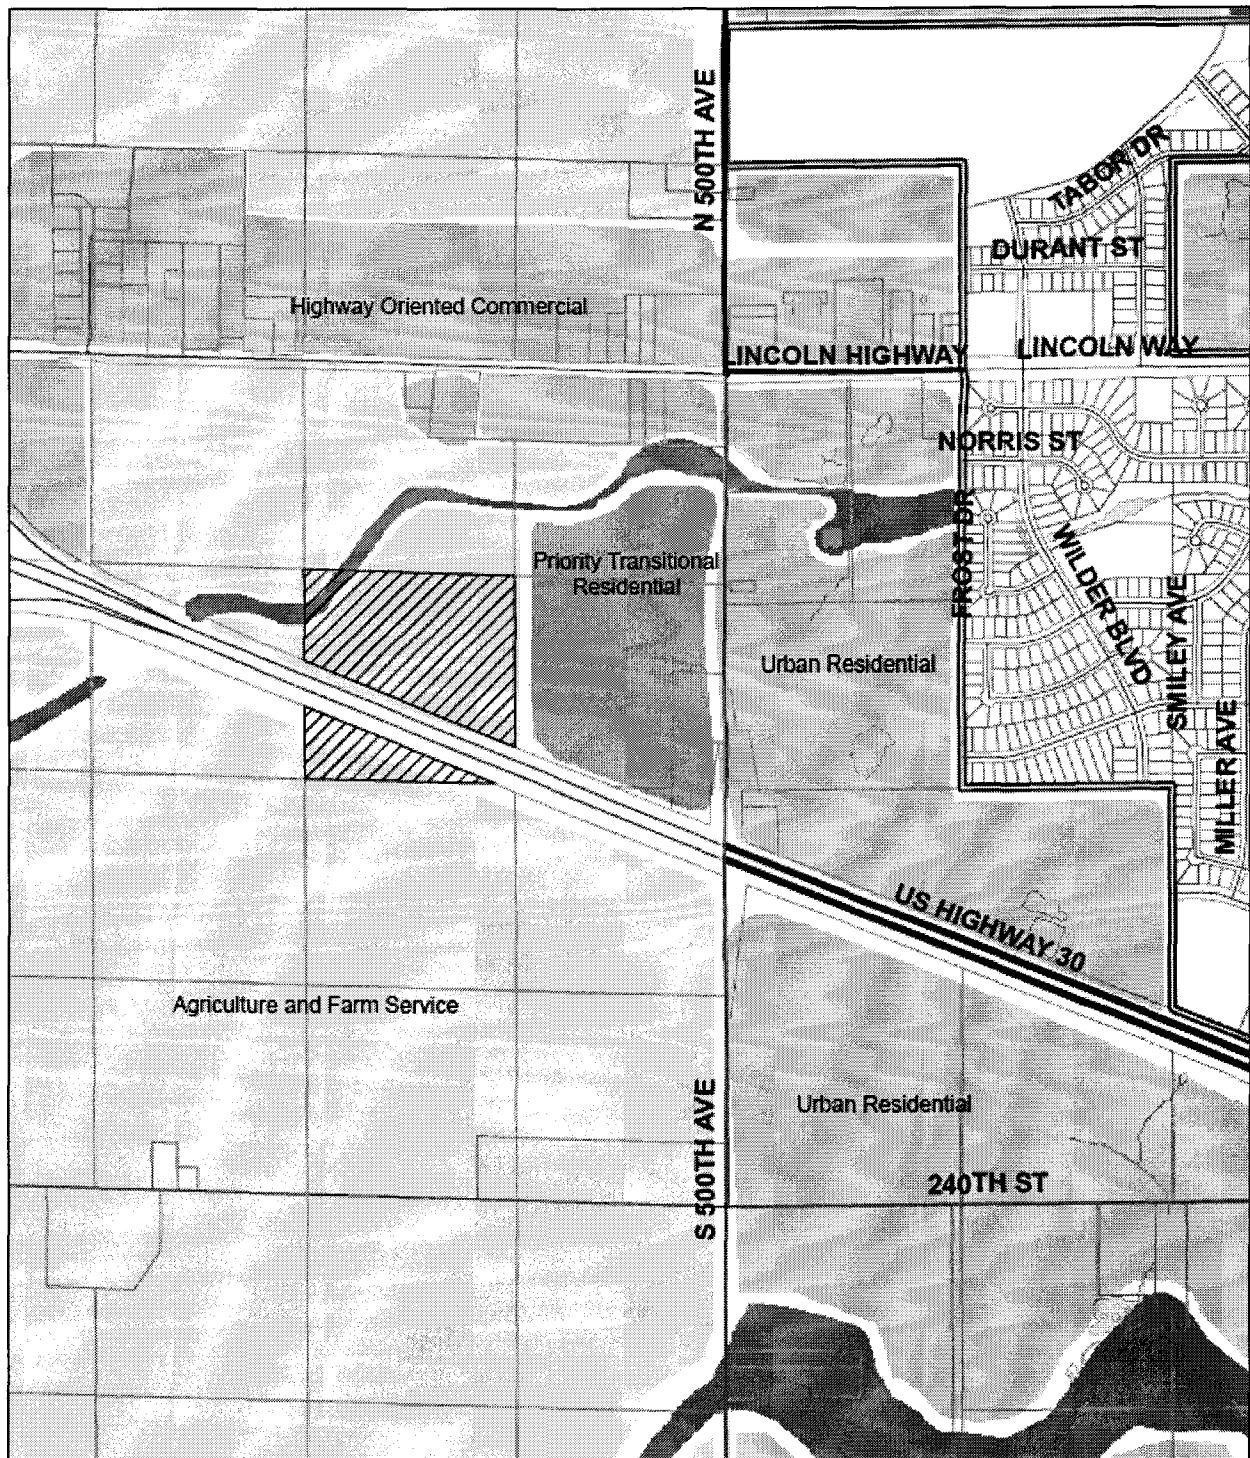 N 500TH AVE
TABOR DR
DURANT ST
Highway Oriented Commercial
LINCOLN HIGHWAY
LINCOLN WAY
NORRIS ST
FROST DR
WILDER BLVD
Priority Transitional
Residential
SMILEY AVE
Urban Residential
MILLER AVE
US HIGHWAY 30
Agriculture and Farm Service
S 500TH AVE
Urban Residential
240TH ST